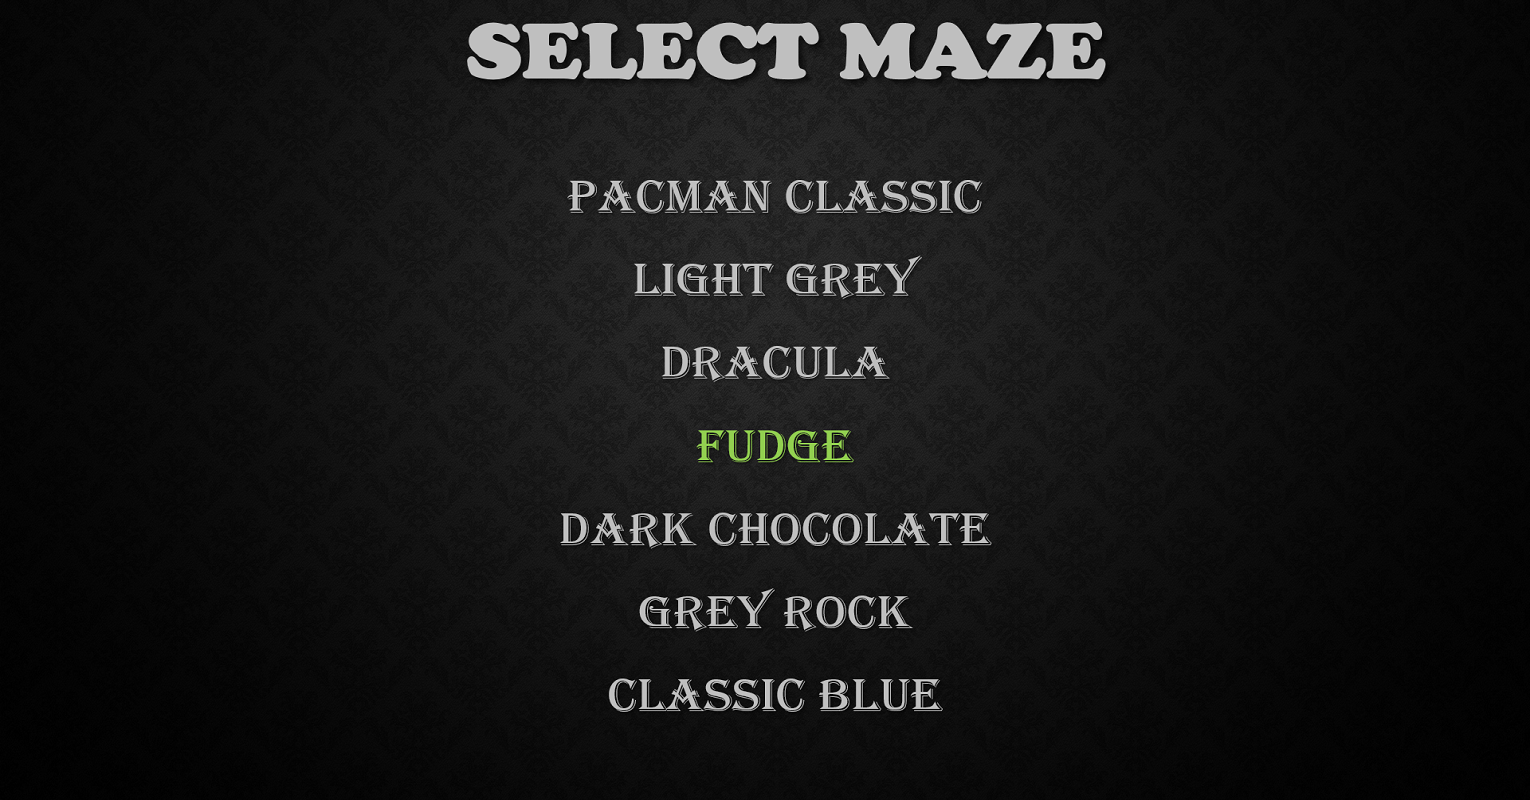 SELECT MAZE
PACMAN CLASSIC
LIGHT GREY
DRACULA
FUDGE
DARK CHOCOLATE
GREY ROCK
CLASSIC BLUE